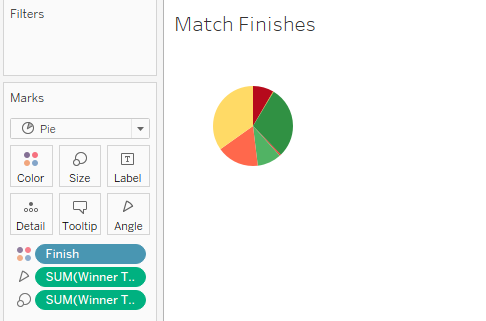 Filters
Match Finishes
Marks
Pie
Color Size Label
T
Detail Tooltip Angle
Finish
SUM(Winner T..
SUM(Winner T..